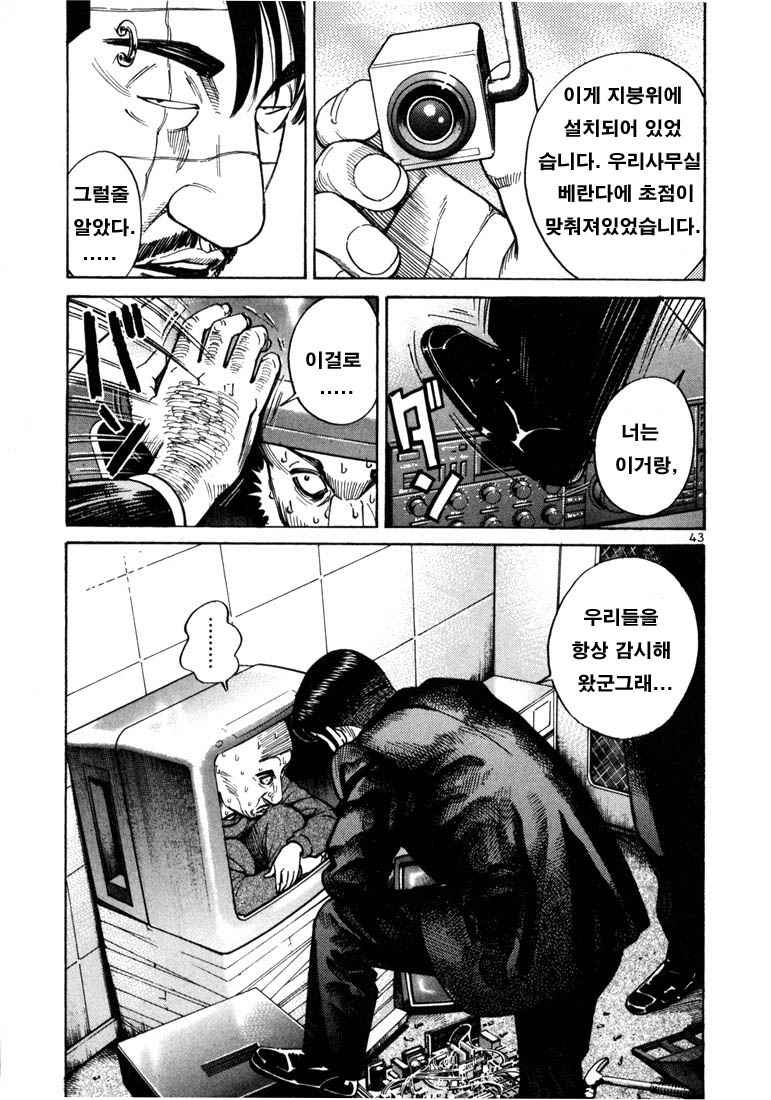 이게 지붕위에
설치되어 있었
습니다. 우리사무실
베란다에 초점이
맞춰져있었습니다.
그럴줄
알았다.
.....
너는
이거랑,
ダン
이걸로
.....
43
우리들을
항상 감시해
왔군그래...
........